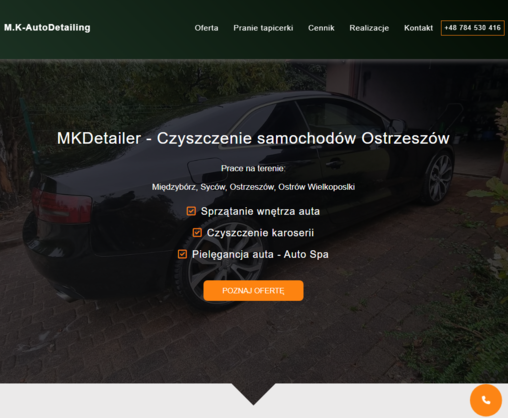 M.K-AutoDetailing
Oferta Pranie tapicerki Cennik Realizacje Kontakt +48 784 530 416
MKDetailer - Czyszczenie samochodów Ostrzeszów
Prace na terenie:
Międzybórz, Syców, Ostrzeszów, Ostrów Wielkoposlki
Sprzątanie wnętrza auta
Czyszczenie karoserii
Pielęgancja auta - Auto Spa
POZNAJ OFERTĘ